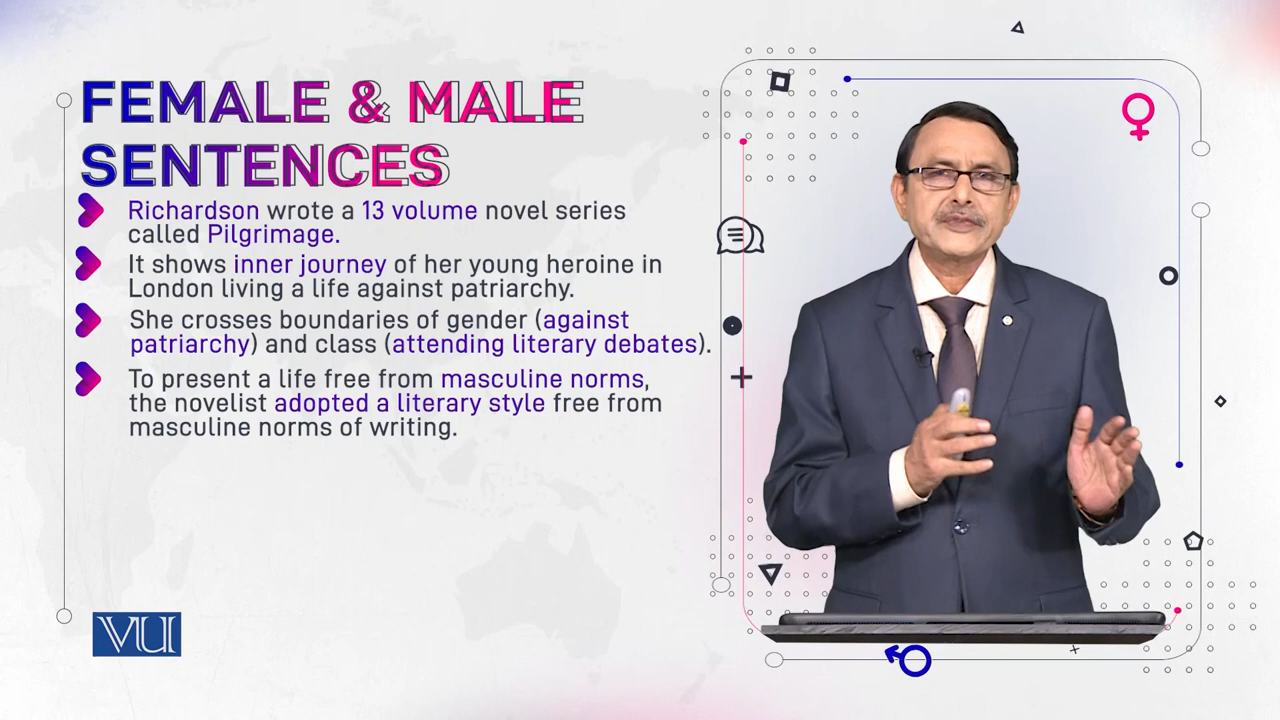 FEMALE & MALE
SENTENCES
Richardson wrote a 13 volume novel series
called Pilgrimage.
It shows inner journey of her young heroine in
London living a life against patriarchy.
She crosses boundaries of gender (against
patriarchy) and class (attending literary debates).
To present a life free from masculine norms,
the novelist adopted a literary style free from
masculine norms of writing.
VU